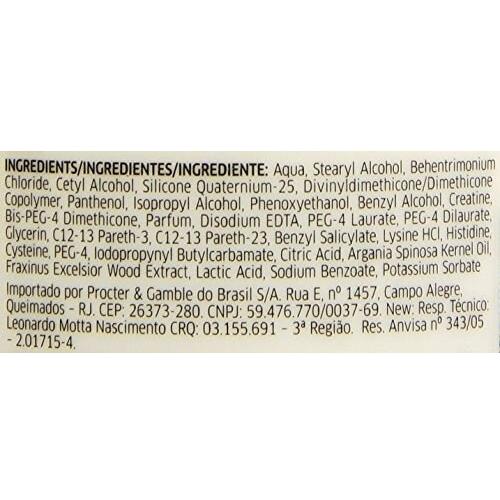 INGREDIENTS/INGREDIENTES/INGREDIENTE: Aqua, Stearyl Alcohol, Behentrimonium
Chloride, Cetyl Alcohol, Silicone Quaternium-25, Divinyldimethicone/Dimethicone
Copolymer, Panthenol, Isopropyl Alcohol, Phenoxyethanol, Benzyl Alcohol, Creatine,
Bis-PEG-4 Dimethicone, Parfum, Disodium EDTA, PEG-4 Laurate, PEG-4 Dilaurate,
Glycerin, C12-13 Pareth-3, C12-13 Pareth-23, Benzyl Salicylate, Lysine HCl, Histidine,
Cysteine, PEG-4, Iodopropynyl Butylcarbamate, Citric Acid, Argania Spinosa Kernel Oil,
Fraxinus Excelsior Wood Extract, Lactic Acid, Sodium Benzoate, Potassium Sorbate
Importado por Procter & Gamble do Brasil S/A. Rua E, nº 1457, Campo Alegre,
Queimados - RJ. CEP: 26373-280. CNPJ: 59.476.770/0037-69. New: Resp. Técnico:
Leonardo Motta Nascimento CRQ: 03.155.691 - 3ª Região. Res. Anvisa nº 343/05
- 2.01715-4.